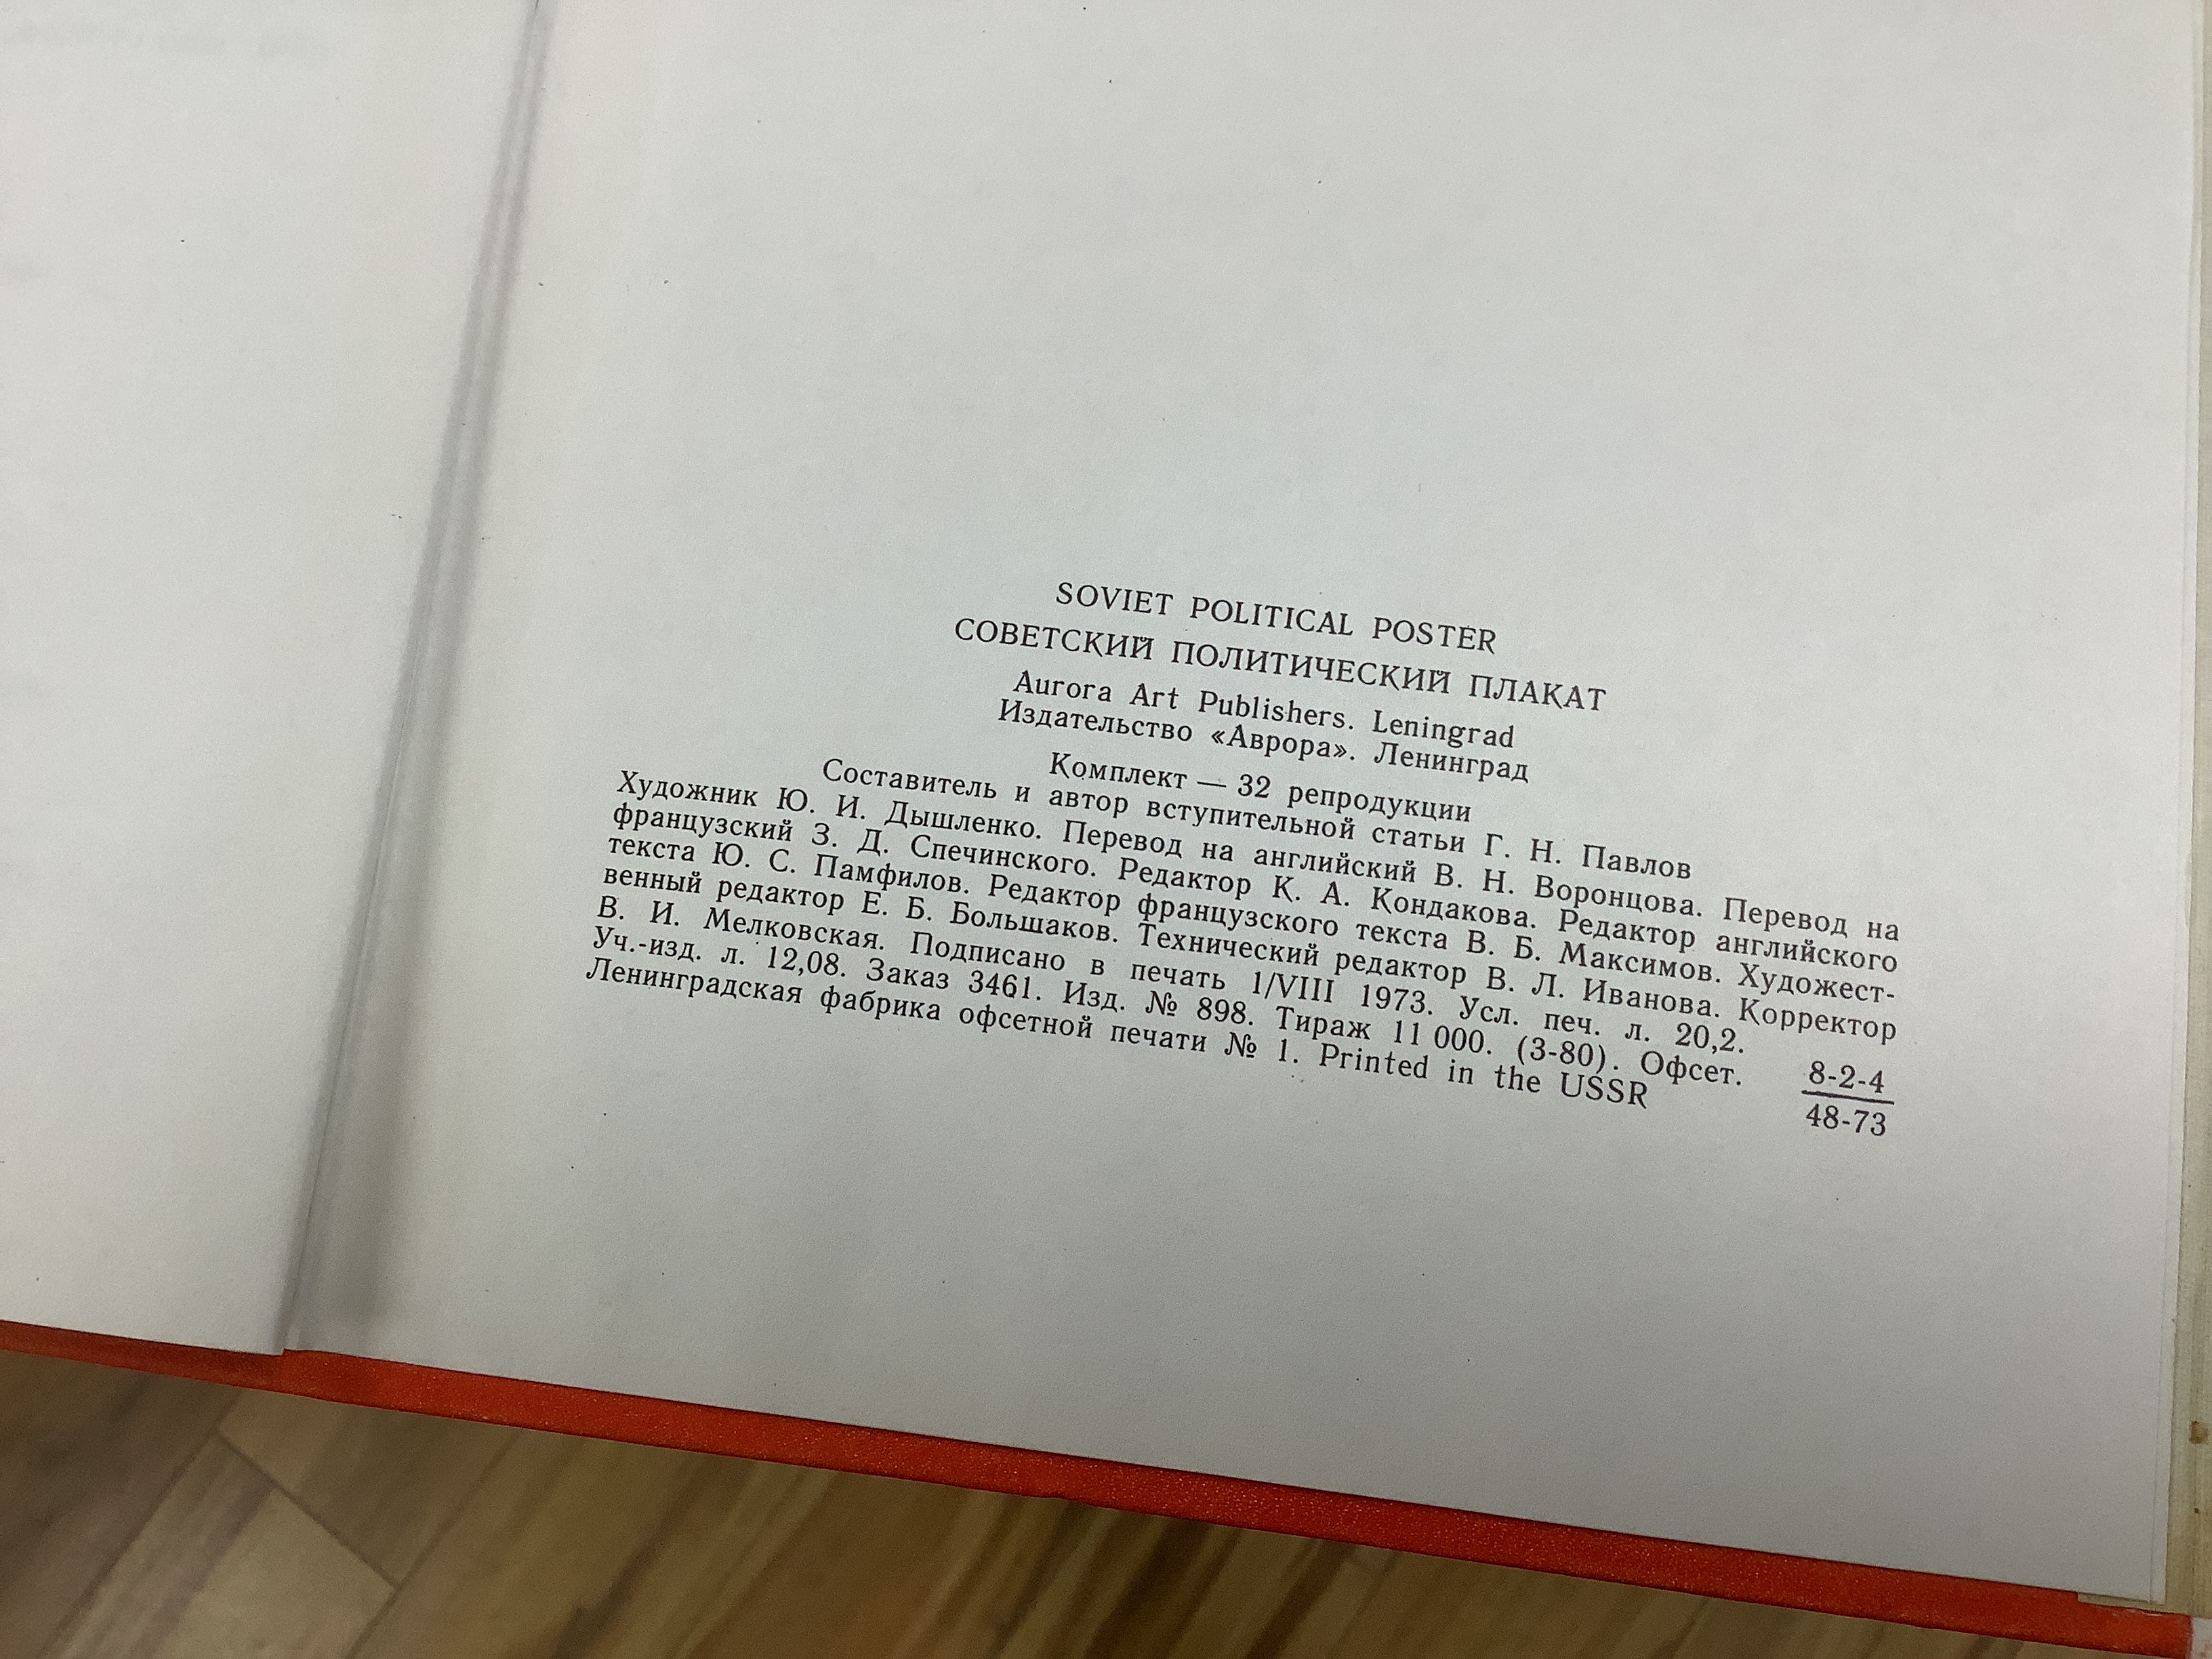 SOVIET POLITICAL POSTER
СОВЕТСКИЙ ПОЛИТИЧЕСКИЙ ПЛАКАТ
Aurora Art Publishers. Leningrad
Издательство «Аврора». Ленинград
Комплект — 32 репродукции
Составитель и автор вступительной статьи Г. Н. Павлов
Художник Ю. И. Дышленко. Перевод на английский В. Н. Воронцова. Перевод на
французский З. Д. Спечинского. Редактор К. А. Кондакова. Редактор английского
текста Ю. С. Памфилов. Редактор французского текста В. Б. Максимов. Художест-
венный редактор Е. Б. Большаков. Технический редактор В. Л. Иванова. Корректор
В. И. Мелковская. Подписано в печать 1/VIII 1973. Усл. печ. л. 20,2.
Уч.-изд. л. 12,08. Заказ 3461. Изд. № 898. Тираж 11 000. (3-80). Офсет.
Ленинградская фабрика офсетной печати № 1. Printed in the USSR
8-2-4
48-73